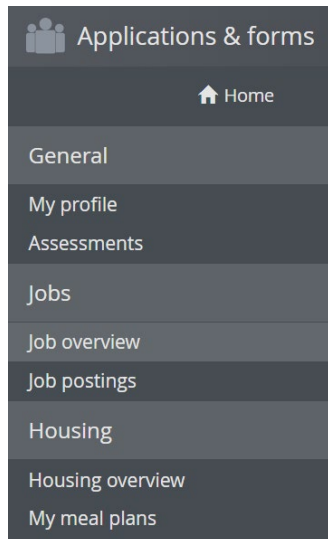 Applications & forms
Home
General
My profile
Assessments
Jobs
Job overview
Job postings
Housing
Housing overview
My meal plans